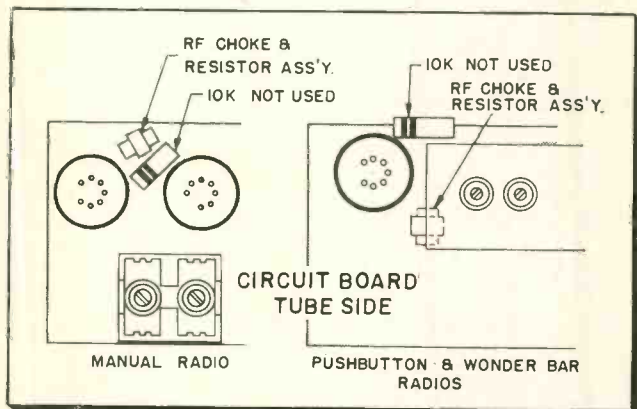 RF CHOKE &
RESISTOR ASS'Y.
10K NOT USED
10K NOT USED
RF CHOKE &
RESISTOR ASS'Y.
CIRCUIT BOARD
TUBE SIDE
MANUAL RADIO
PUSHBUTTON & WONDER BAR
RADIOS